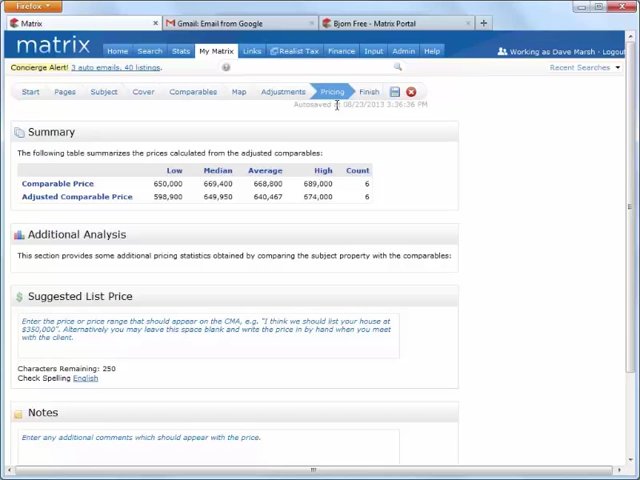 Firefox
Matrix
Gmail: Email from Google
Bjorn Free - Matrix Portal
matrix
Home Search Stats My Matrix Links Realist Tax Finance Input Admin Help
Working as Dave Marsh - Logout
Concierge Alert! 3 auto emails, 40 listings.
Recent Searches
Start Pages Subject Cover Comparables Map Adjustments Pricing Finish
Autosaved 08/23/2013 3:36:36 PM
Summary
The following table summarizes the prices calculated from the adjusted comparables:
Low Median Average High Count
Comparable Price 650,000 669,400 668,800 689,000 6
Adjusted Comparable Price 598,900 649,950 640,467 674,000 6
Additional Analysis
This section provides some additional pricing statistics obtained by comparing the subject property with the comparables:
Suggested List Price
Enter the price or price range that should appear on the CMA, e.g. "I think we should list your house at
$350,000". Alternatively you may leave this space blank and write the price in by hand when you meet
with the client.
Characters Remaining: 250
Check Spelling English
Notes
Enter any additional comments which should appear with the price.